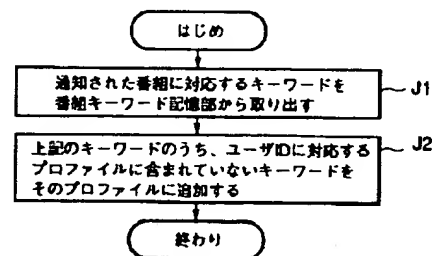 はじめ
通知された番組に対応するキーワードを
番組キーワード記憶部から取り出す
J1
上記のキーワードのうち、ユーザIDに対応する
プロファイルに含まれていないキーワードを
そのプロファイルに追加する
J2
終わり